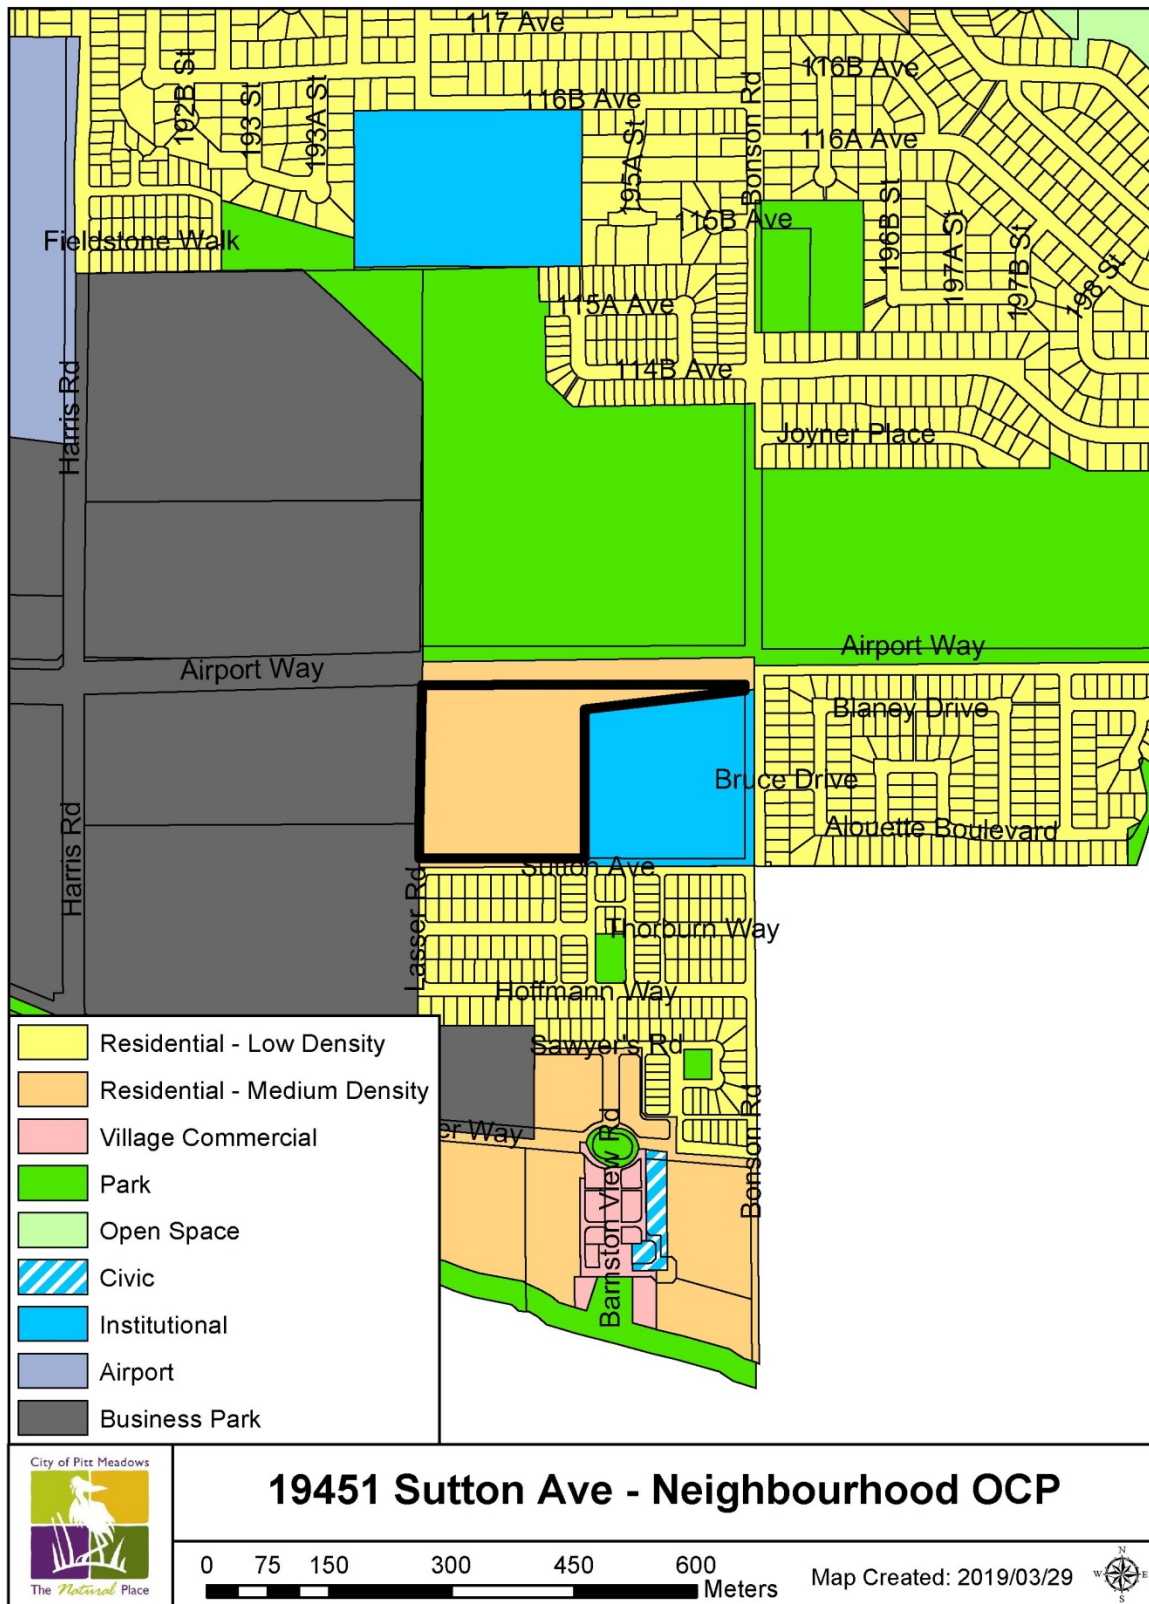 117 Ave
116B Ave
116B Ave
192B St
193 St
193A St
195A St
Bonson Rd
116A Ave
115B Ave
196B St
197A St
197B St
198 St
Fieldstone Walk
115A Ave
114B Ave
Harris Rd
Joyner Place
Airport Way
Airport Way
Blaney Drive
Bruce Drive
Alouette Boulevard
Harris Rd
Sutton Ave
Lasser Rd
Thorburn Way
Hoffmann Way
Sawyer's Rd
er Way
Barnston View Rd
Bonson Rd
Residential - Low Density
Residential - Medium Density
Village Commercial
Park
Open Space
Civic
Institutional
Airport
Business Park
City of Pitt Meadows
The Natural Place
19451 Sutton Ave - Neighbourhood OCP
0 75 150 300 450 600
Meters
Map Created: 2019/03/29
N
W E
S